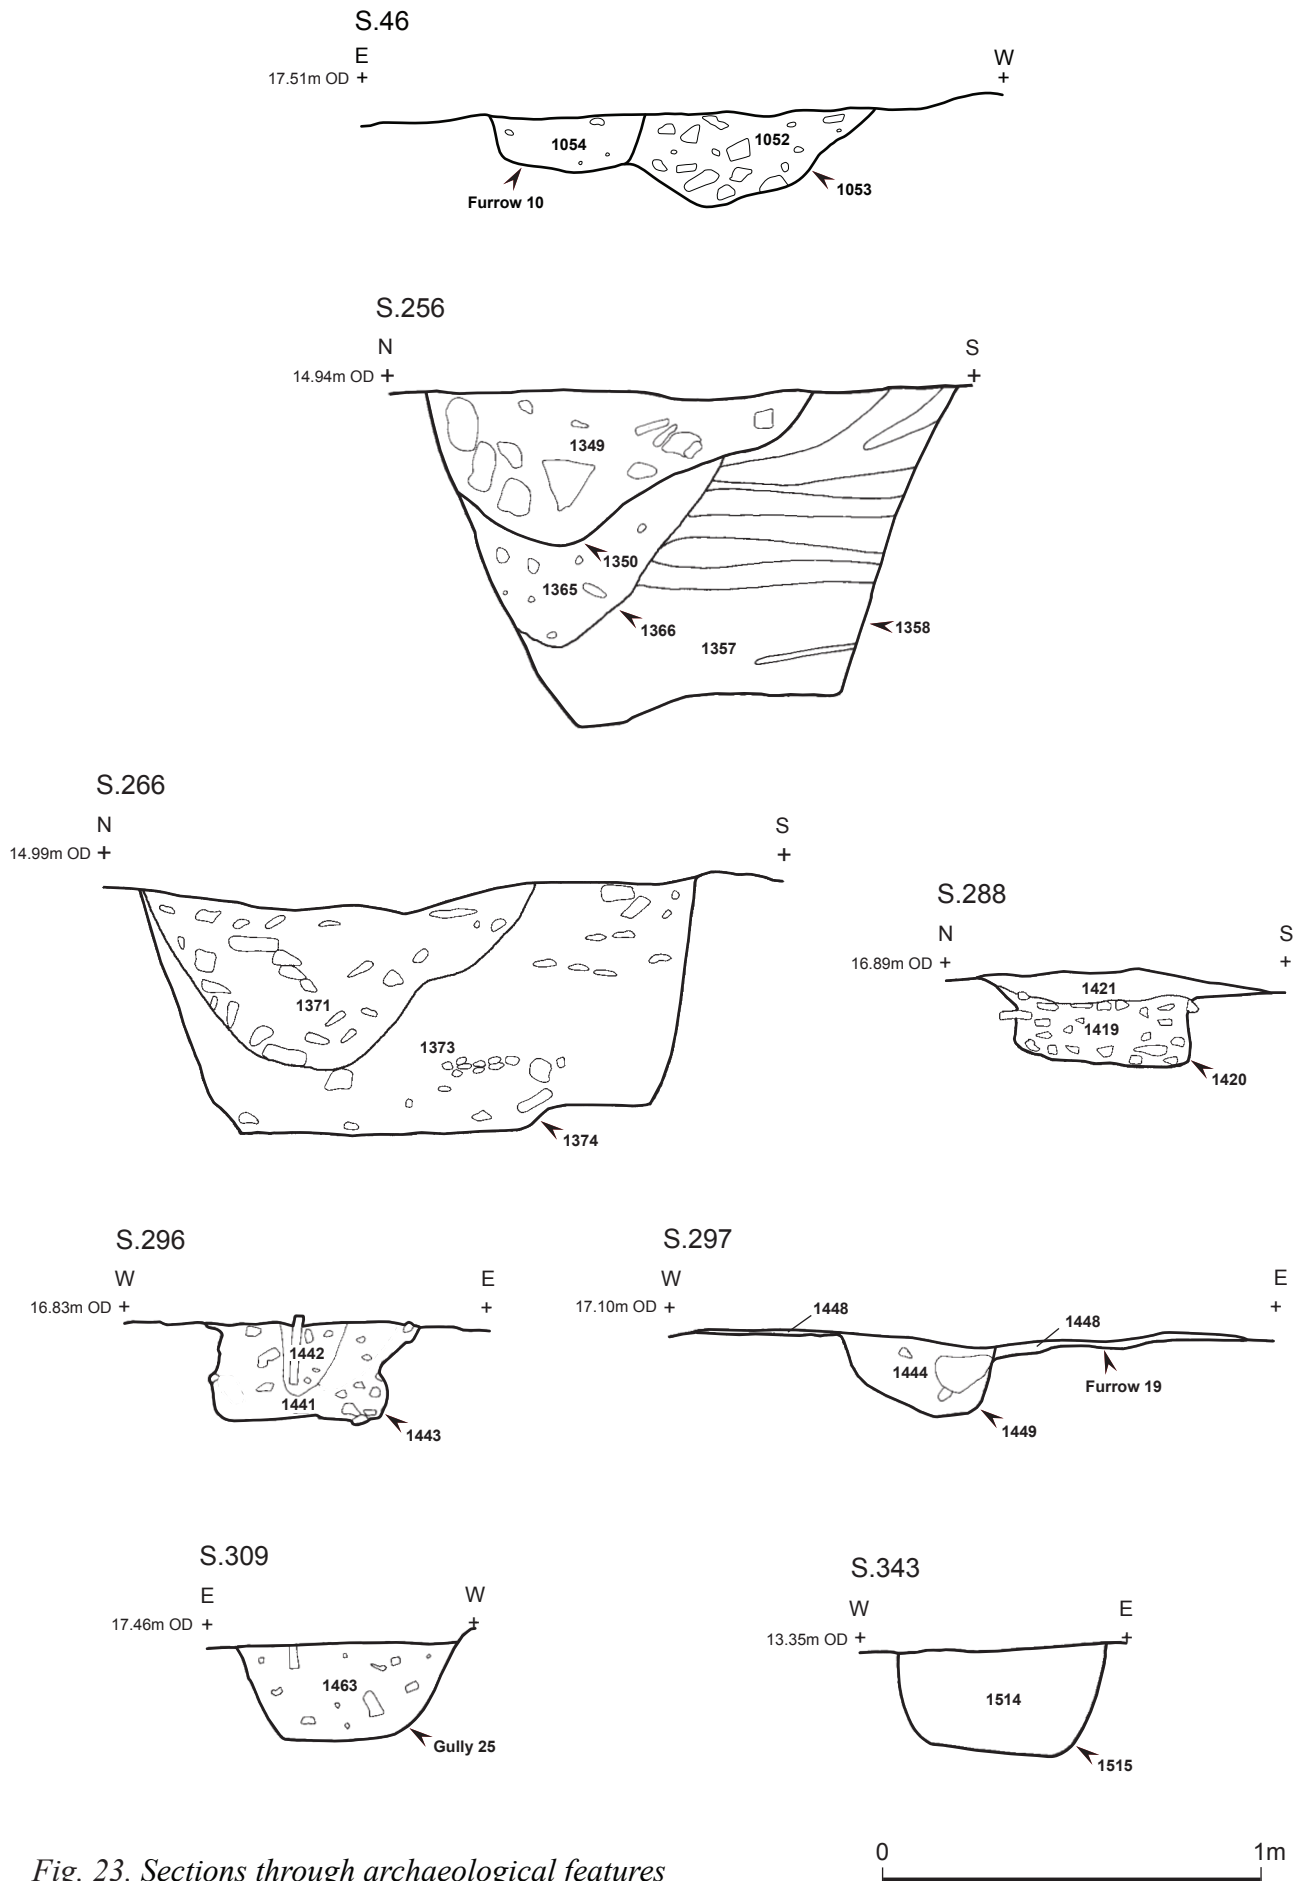 S.46
E W
17.51m OD + +
1054 1052
Furrow 10 1053
S.256
N S
14.94m OD + +
1349
1350
1365
1366
1357
1358
S.266
N S
14.99m OD + +
1371
1373
1374
S.288
N S
16.89m OD + +
1421
1419
1420
S.296
W E
16.83m OD + +
1442
1441
1443
S.297
W E
17.10m OD + +
1448
1448
1444
Furrow 19
1449
S.309
E W
17.46m OD + +
1463
Gully 25
S.343
W E
13.35m OD + +
1514
1515
0 1m
Fig. 23. Sections through archaeological features